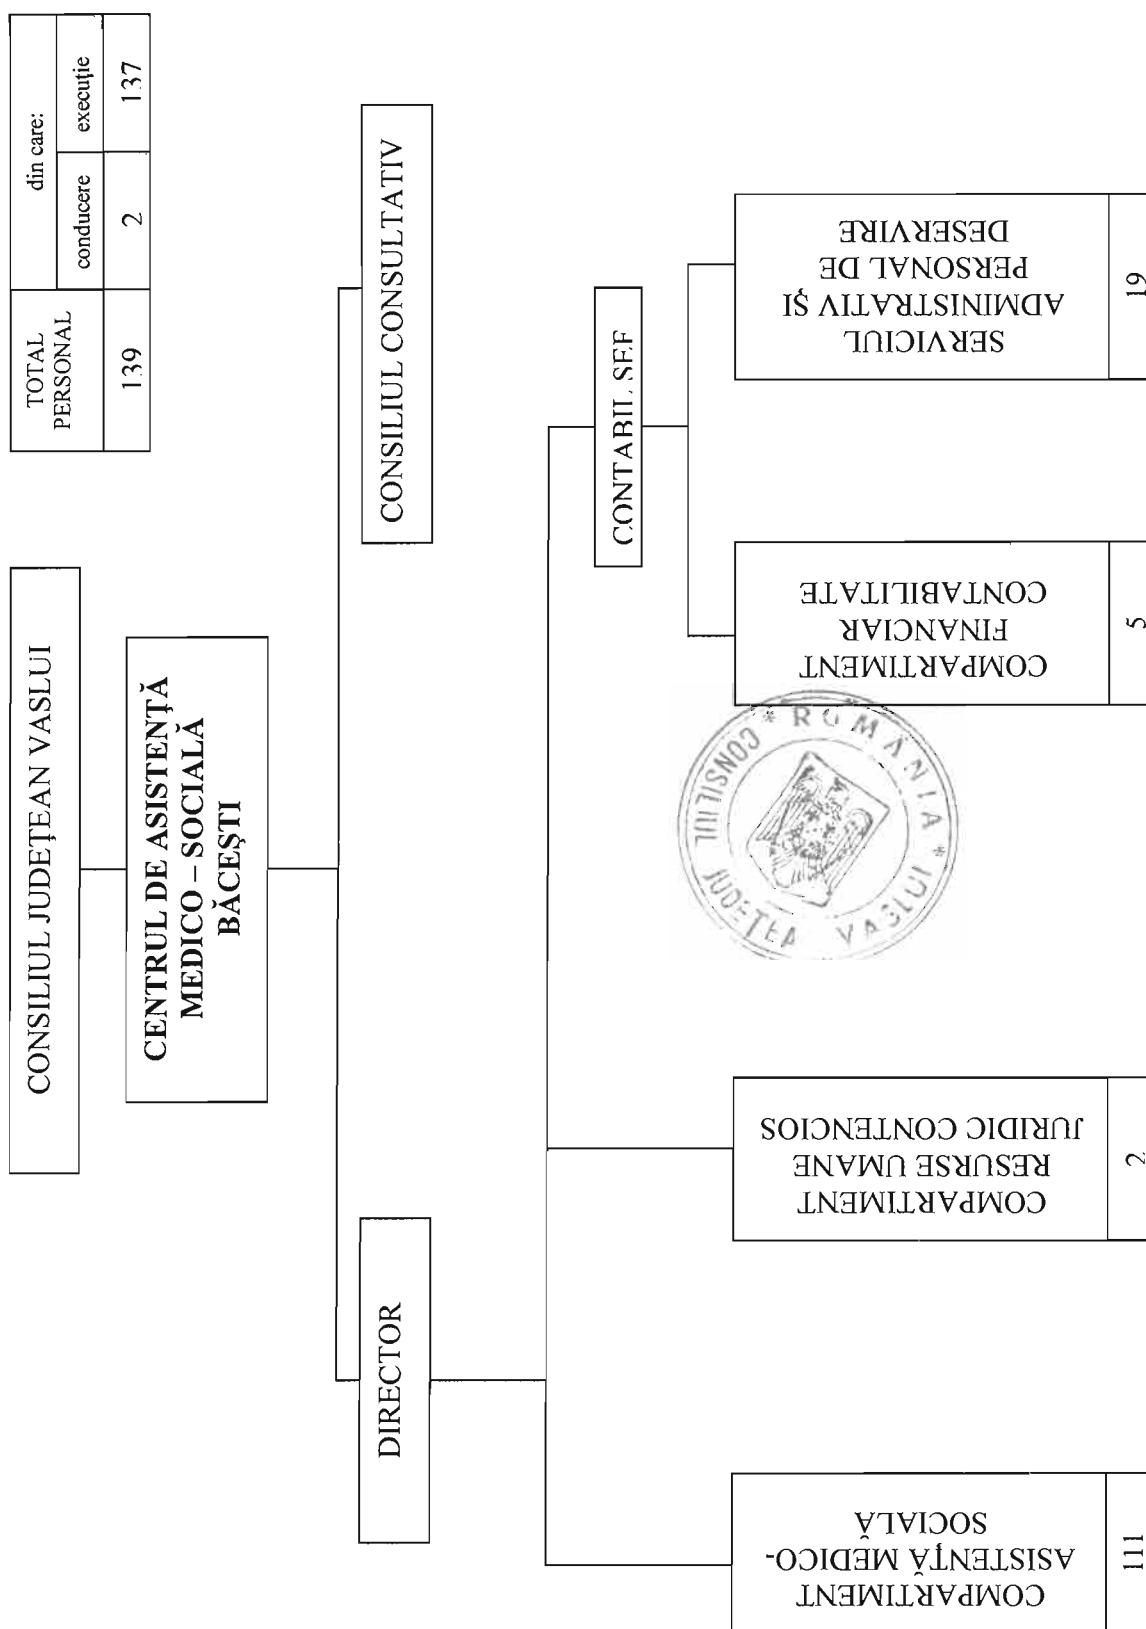 CONSILIUL JUDEȚEAN VASLUI
TOTAL
PERSONAL
din care:
conducere
execuție
139
2
137
CENTRUL DE ASISTENȚĂ
MEDICO – SOCIALĂ
BĂCEȘTI
DIRECTOR
CONSILIUL CONSULTATIV
CONTABIL SEF
COMPARTIMENT
ASISTENȚĂ MEDICO-
SOCIALĂ
111
COMPARTIMENT
RESURSE UMANE
JURIDIC CONTENCIOS
2
COMPARTIMENT
FINANCIAR
CONTABILITATE
5
SERVICIUL
ADMINISTRATIV ȘI
PERSONAL DE
DESERVIRE
19
* ROMÂNIA *
CONSILIUL JUDEȚEA VASLUI